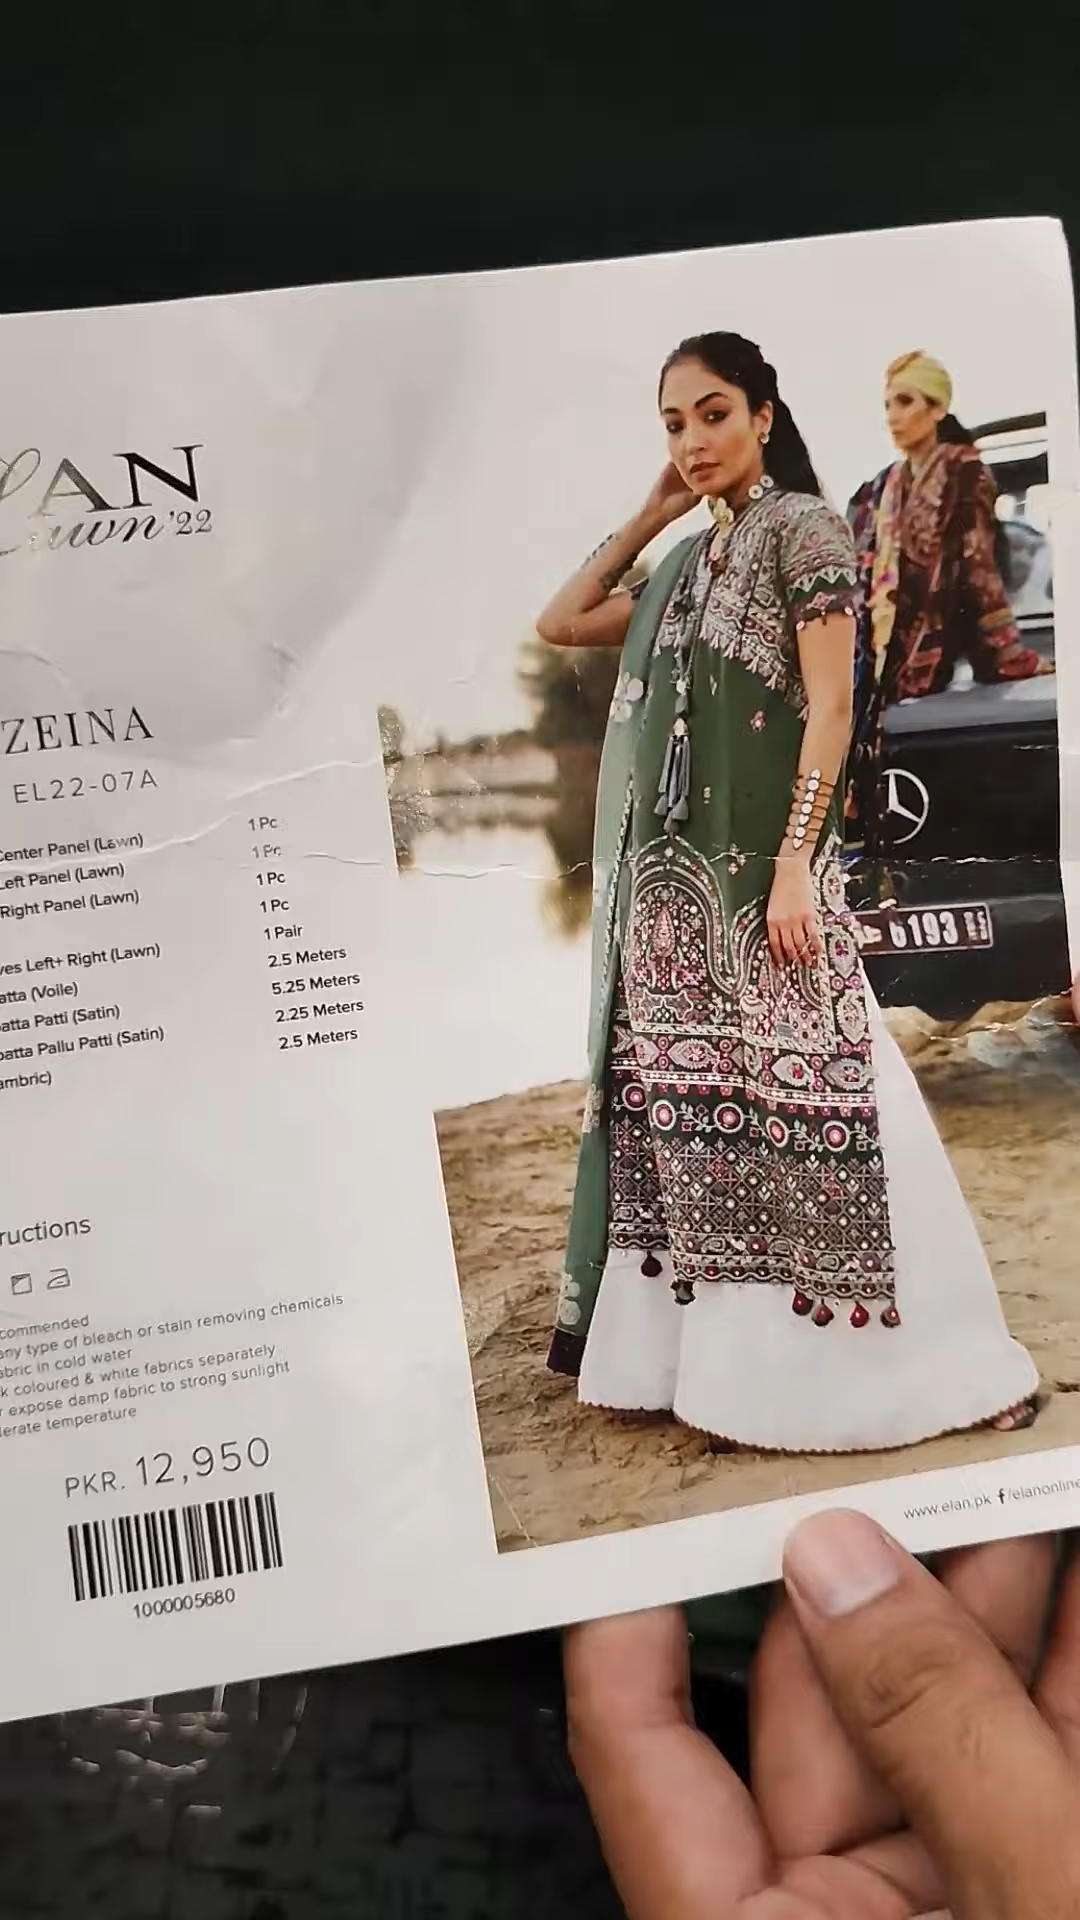 LAN
Lawn'22
ZEINA
EL22-07A
Center Panel (Lawn) 1 Pc
Left Panel (Lawn) 1 Pc
Right Panel (Lawn) 1 Pc
1 Pc
ves Left+ Right (Lawn) 1 Pair
atta (Voile) 2.5 Meters
patta Patti (Satin) 5.25 Meters
patta Pallu Patti (Satin) 2.25 Meters
ambric) 2.5 Meters
ructions
commended
any type of bleach or stain removing chemicals
abric in cold water
k coloured & white fabrics separately
r expose damp fabric to strong sunlight
lerate temperature
PKR. 12,950
1000005680
6193
www.elan.pk f/elanonline